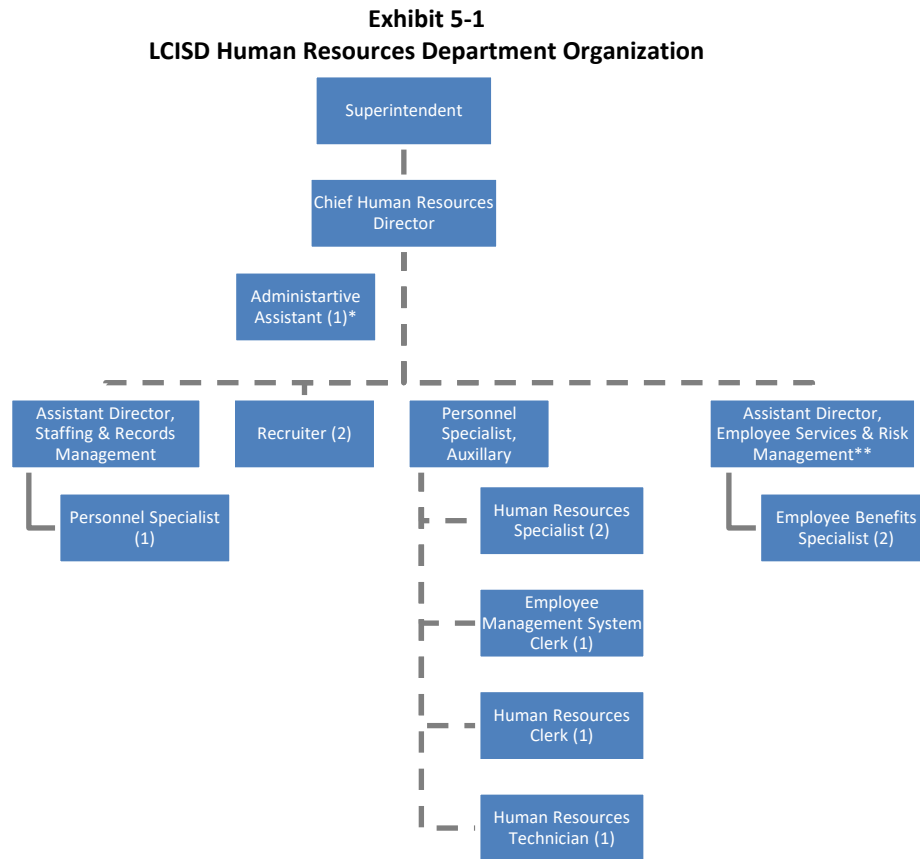 Exhibit 5-1
LCISD Human Resources Department Organization
Superintendent
Chief Human Resources
Director
Administartive
Assistant (1)*
Assistant Director,
Staffing & Records
Management
Recruiter (2)
Personnel
Specialist,
Auxillary
Assistant Director,
Employee Services & Risk
Management**
Personnel Specialist
(1)
Human Resources
Specialist (2)
Employee Benefits
Specialist (2)
Employee
Management System
Clerk (1)
Human Resources
Clerk (1)
Human Resources
Technician (1)